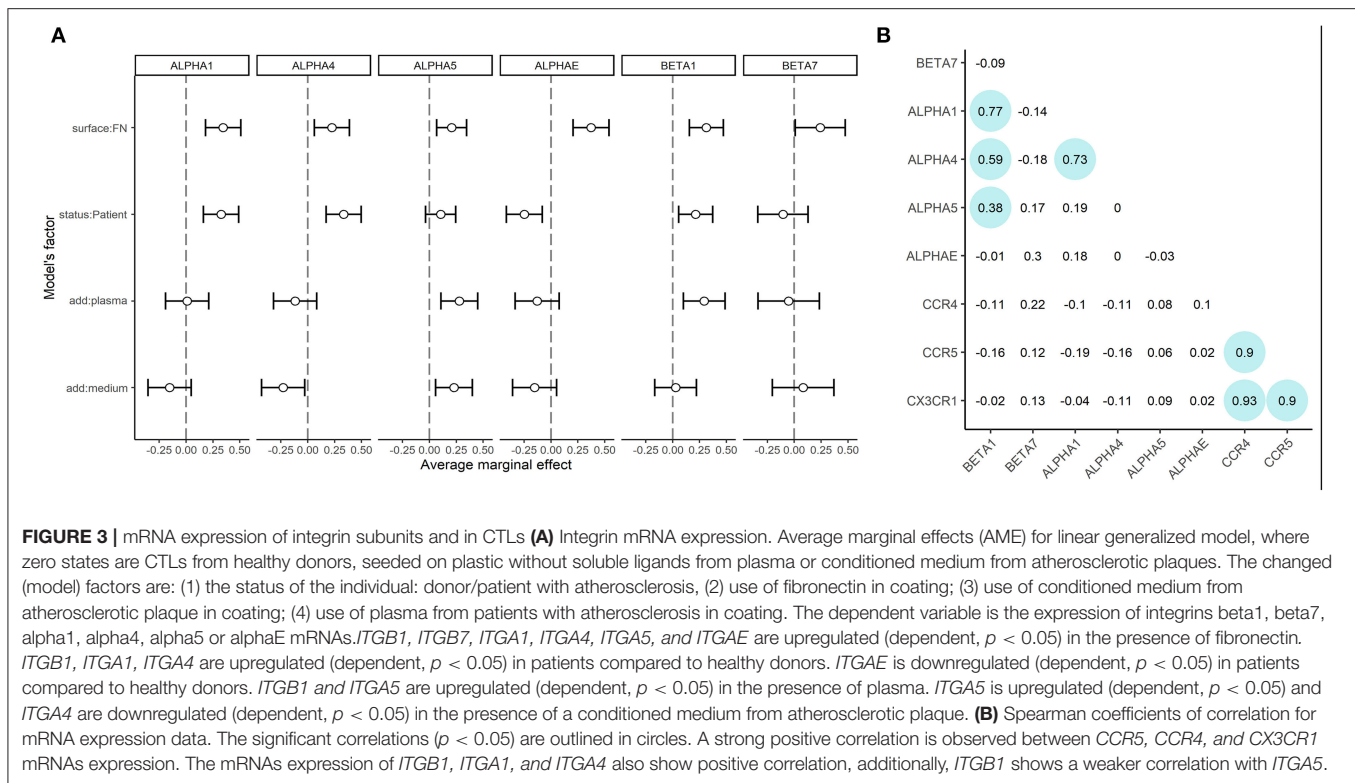 A
ALPHA1 ALPHA4 ALPHA5 ALPHAE BETA1 BETA7
surface:FN
status:Patient
add:plasma
add:medium
Model's factor
-0.25 0.00 0.25 0.50 -0.25 0.00 0.25 0.50 -0.25 0.00 0.25 0.50 -0.25 0.00 0.25 0.50 -0.25 0.00 0.25 0.50 -0.25 0.00 0.25 0.50
Average marginal effect
B
BETA7 -0.09
ALPHA1 0.77 -0.14
ALPHA4 0.59 -0.18 0.73
ALPHA5 0.38 0.17 0.19 0
ALPHAE -0.01 0.3 0.18 0 -0.03
CCR4 -0.11 0.22 -0.1 -0.11 0.08 0.1
CCR5 -0.16 0.12 -0.19 -0.16 0.06 0.02 0.9
CX3CR1 -0.02 0.13 -0.04 -0.11 0.09 0.02 0.93 0.9
BETA1 BETA7 ALPHA1 ALPHA4 ALPHA5 ALPHAE CCR4 CCR5
FIGURE 3 | mRNA expression of integrin subunits and in CTLs (A) Integrin mRNA expression. Average marginal effects (AME) for linear generalized model, where
zero states are CTLs from healthy donors, seeded on plastic without soluble ligands from plasma or conditioned medium from atherosclerotic plaques. The changed
(model) factors are: (1) the status of the individual: donor/patient with atherosclerosis, (2) use of fibronectin in coating; (3) use of conditioned medium from
atherosclerotic plaque in coating; (4) use of plasma from patients with atherosclerosis in coating. The dependent variable is the expression of integrins beta1, beta7,
alpha1, alpha4, alpha5 or alphaE mRNAs.ITGB1, ITGB7, ITGA1, ITGA4, ITGA5, and ITGAE are upregulated (dependent, p < 0.05) in the presence of fibronectin.
ITGB1, ITGA1, ITGA4 are upregulated (dependent, p < 0.05) in patients compared to healthy donors. ITGAE is downregulated (dependent, p < 0.05) in patients
compared to healthy donors. ITGB1 and ITGA5 are upregulated (dependent, p < 0.05) in the presence of plasma. ITGA5 is upregulated (dependent, p < 0.05) and
ITGA4 are downregulated (dependent, p < 0.05) in the presence of a conditioned medium from atherosclerotic plaque. (B) Spearman coefficients of correlation for
mRNA expression data. The significant correlations (p < 0.05) are outlined in circles. A strong positive correlation is observed between CCR5, CCR4, and CX3CR1
mRNAs expression. The mRNAs expression of ITGB1, ITGA1, and ITGA4 also show positive correlation, additionally, ITGB1 shows a weaker correlation with ITGA5.